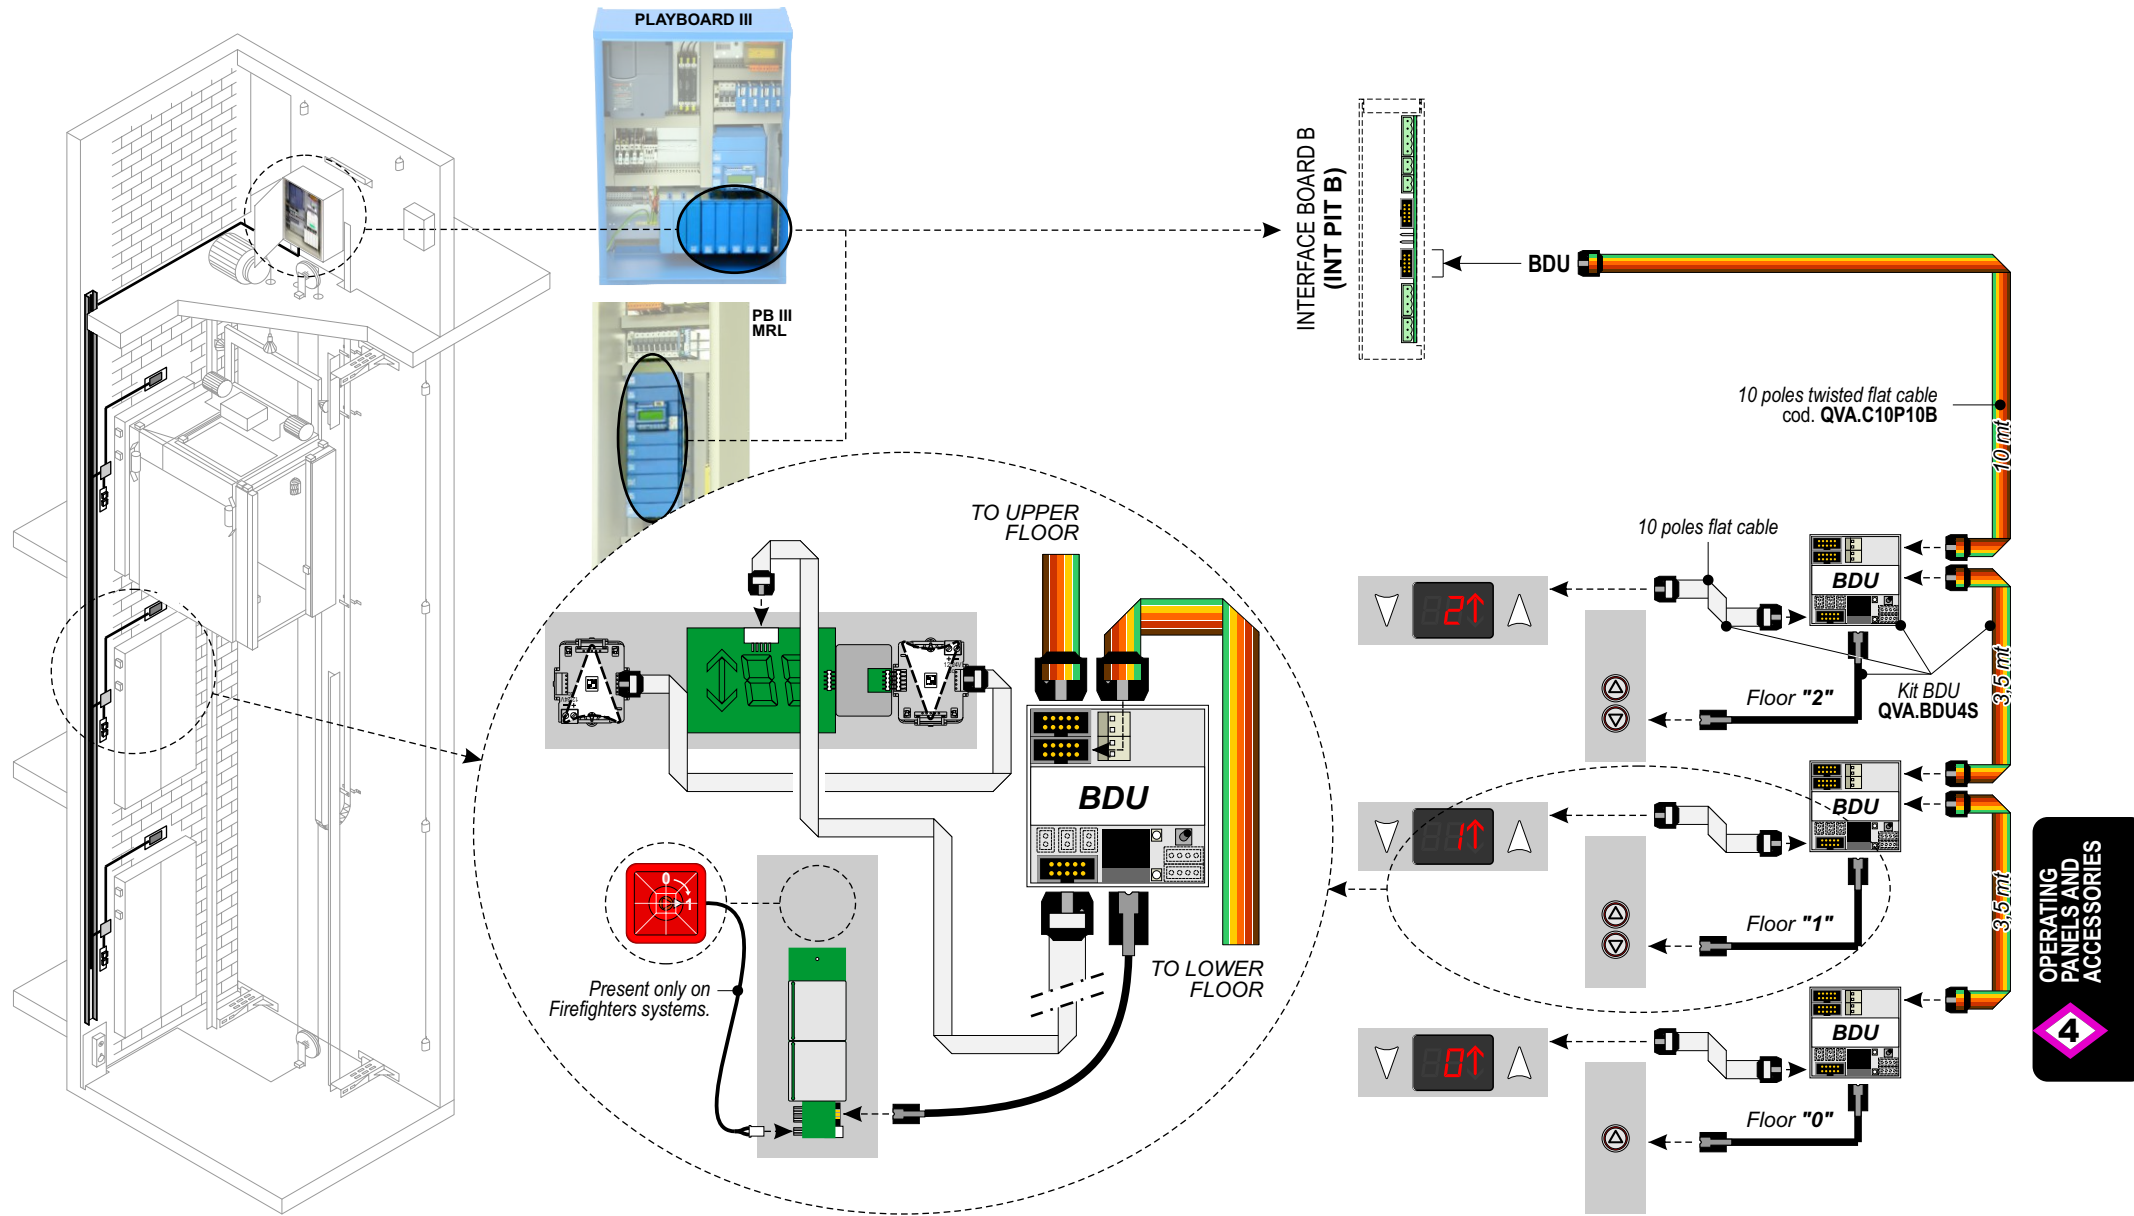 PLAYBOARD III
PB III
MRL
INTERFACE BOARD B
(INT PIT B)
BDU
10 poles twisted flat cable
cod. QVA.C10P10B
10 mt
10 poles flat cable
BDU
2
Floor "2"
Kit BDU
QVA.BDU4S
3,5 mt
BDU
1
Floor "1"
3,5 mt
BDU
0
Floor "0"
TO UPPER
FLOOR
BDU
TO LOWER
FLOOR
0
1
Present only on
Firefighters systems.
OPERATING
PANELS AND
ACCESSORIES
4